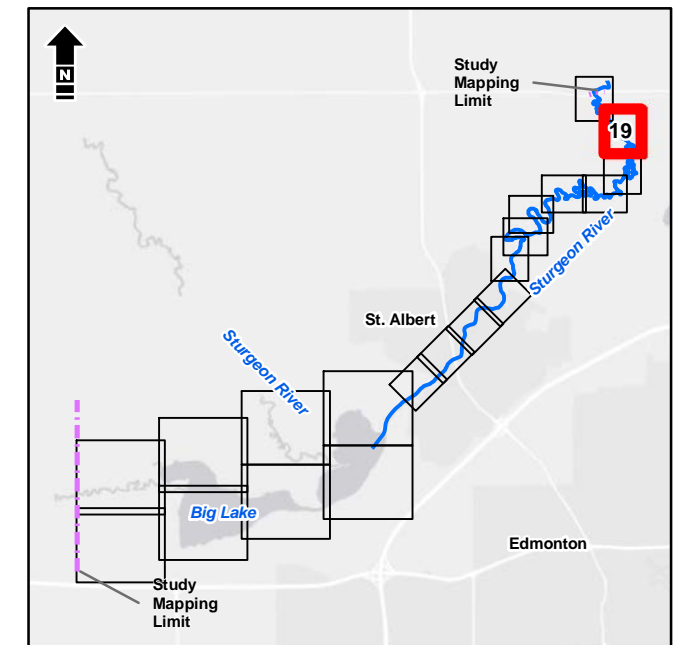 N
Study
Mapping
Limit
19
Sturgeon River
St. Albert
Sturgeon River
Big Lake
Edmonton
Study
Mapping
Limit